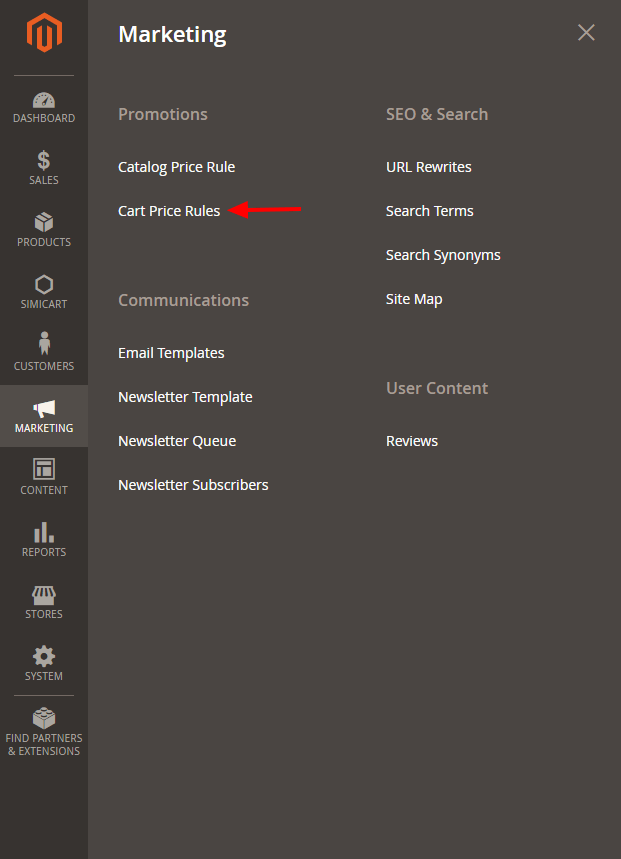 DASHBOARD
SALES
PRODUCTS
SIMICART
CUSTOMERS
MARKETING
CONTENT
REPORTS
STORES
SYSTEM
FIND PARTNERS
& EXTENSIONS
Marketing
Promotions
Catalog Price Rule
Cart Price Rules
Communications
Email Templates
Newsletter Template
Newsletter Queue
Newsletter Subscribers
SEO & Search
URL Rewrites
Search Terms
Search Synonyms
Site Map
User Content
Reviews